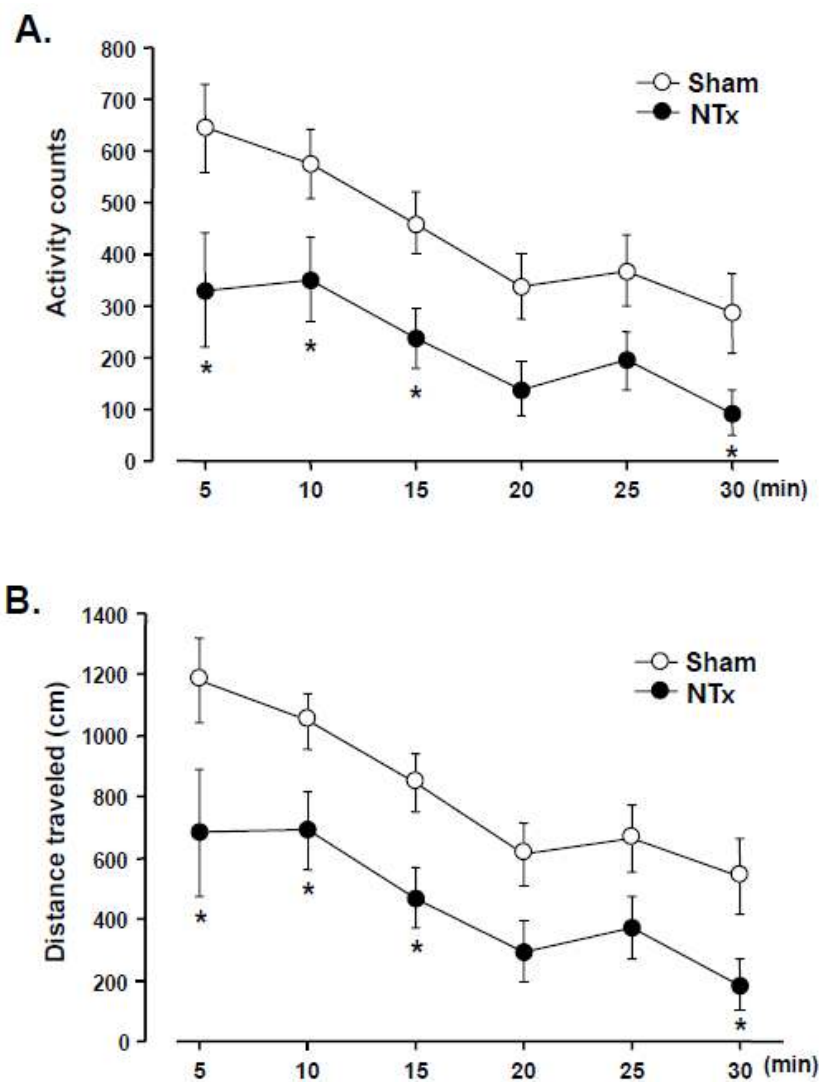 A.
800
700
600
500
400
300
200
100
0
Activity counts
Sham
NTx
*
*
*
*
5 10 15 20 25 30 (min)
B.
1400
1200
1000
800
600
400
200
0
Distance traveled (cm)
Sham
NTx
*
*
*
*
5 10 15 20 25 30 (min)